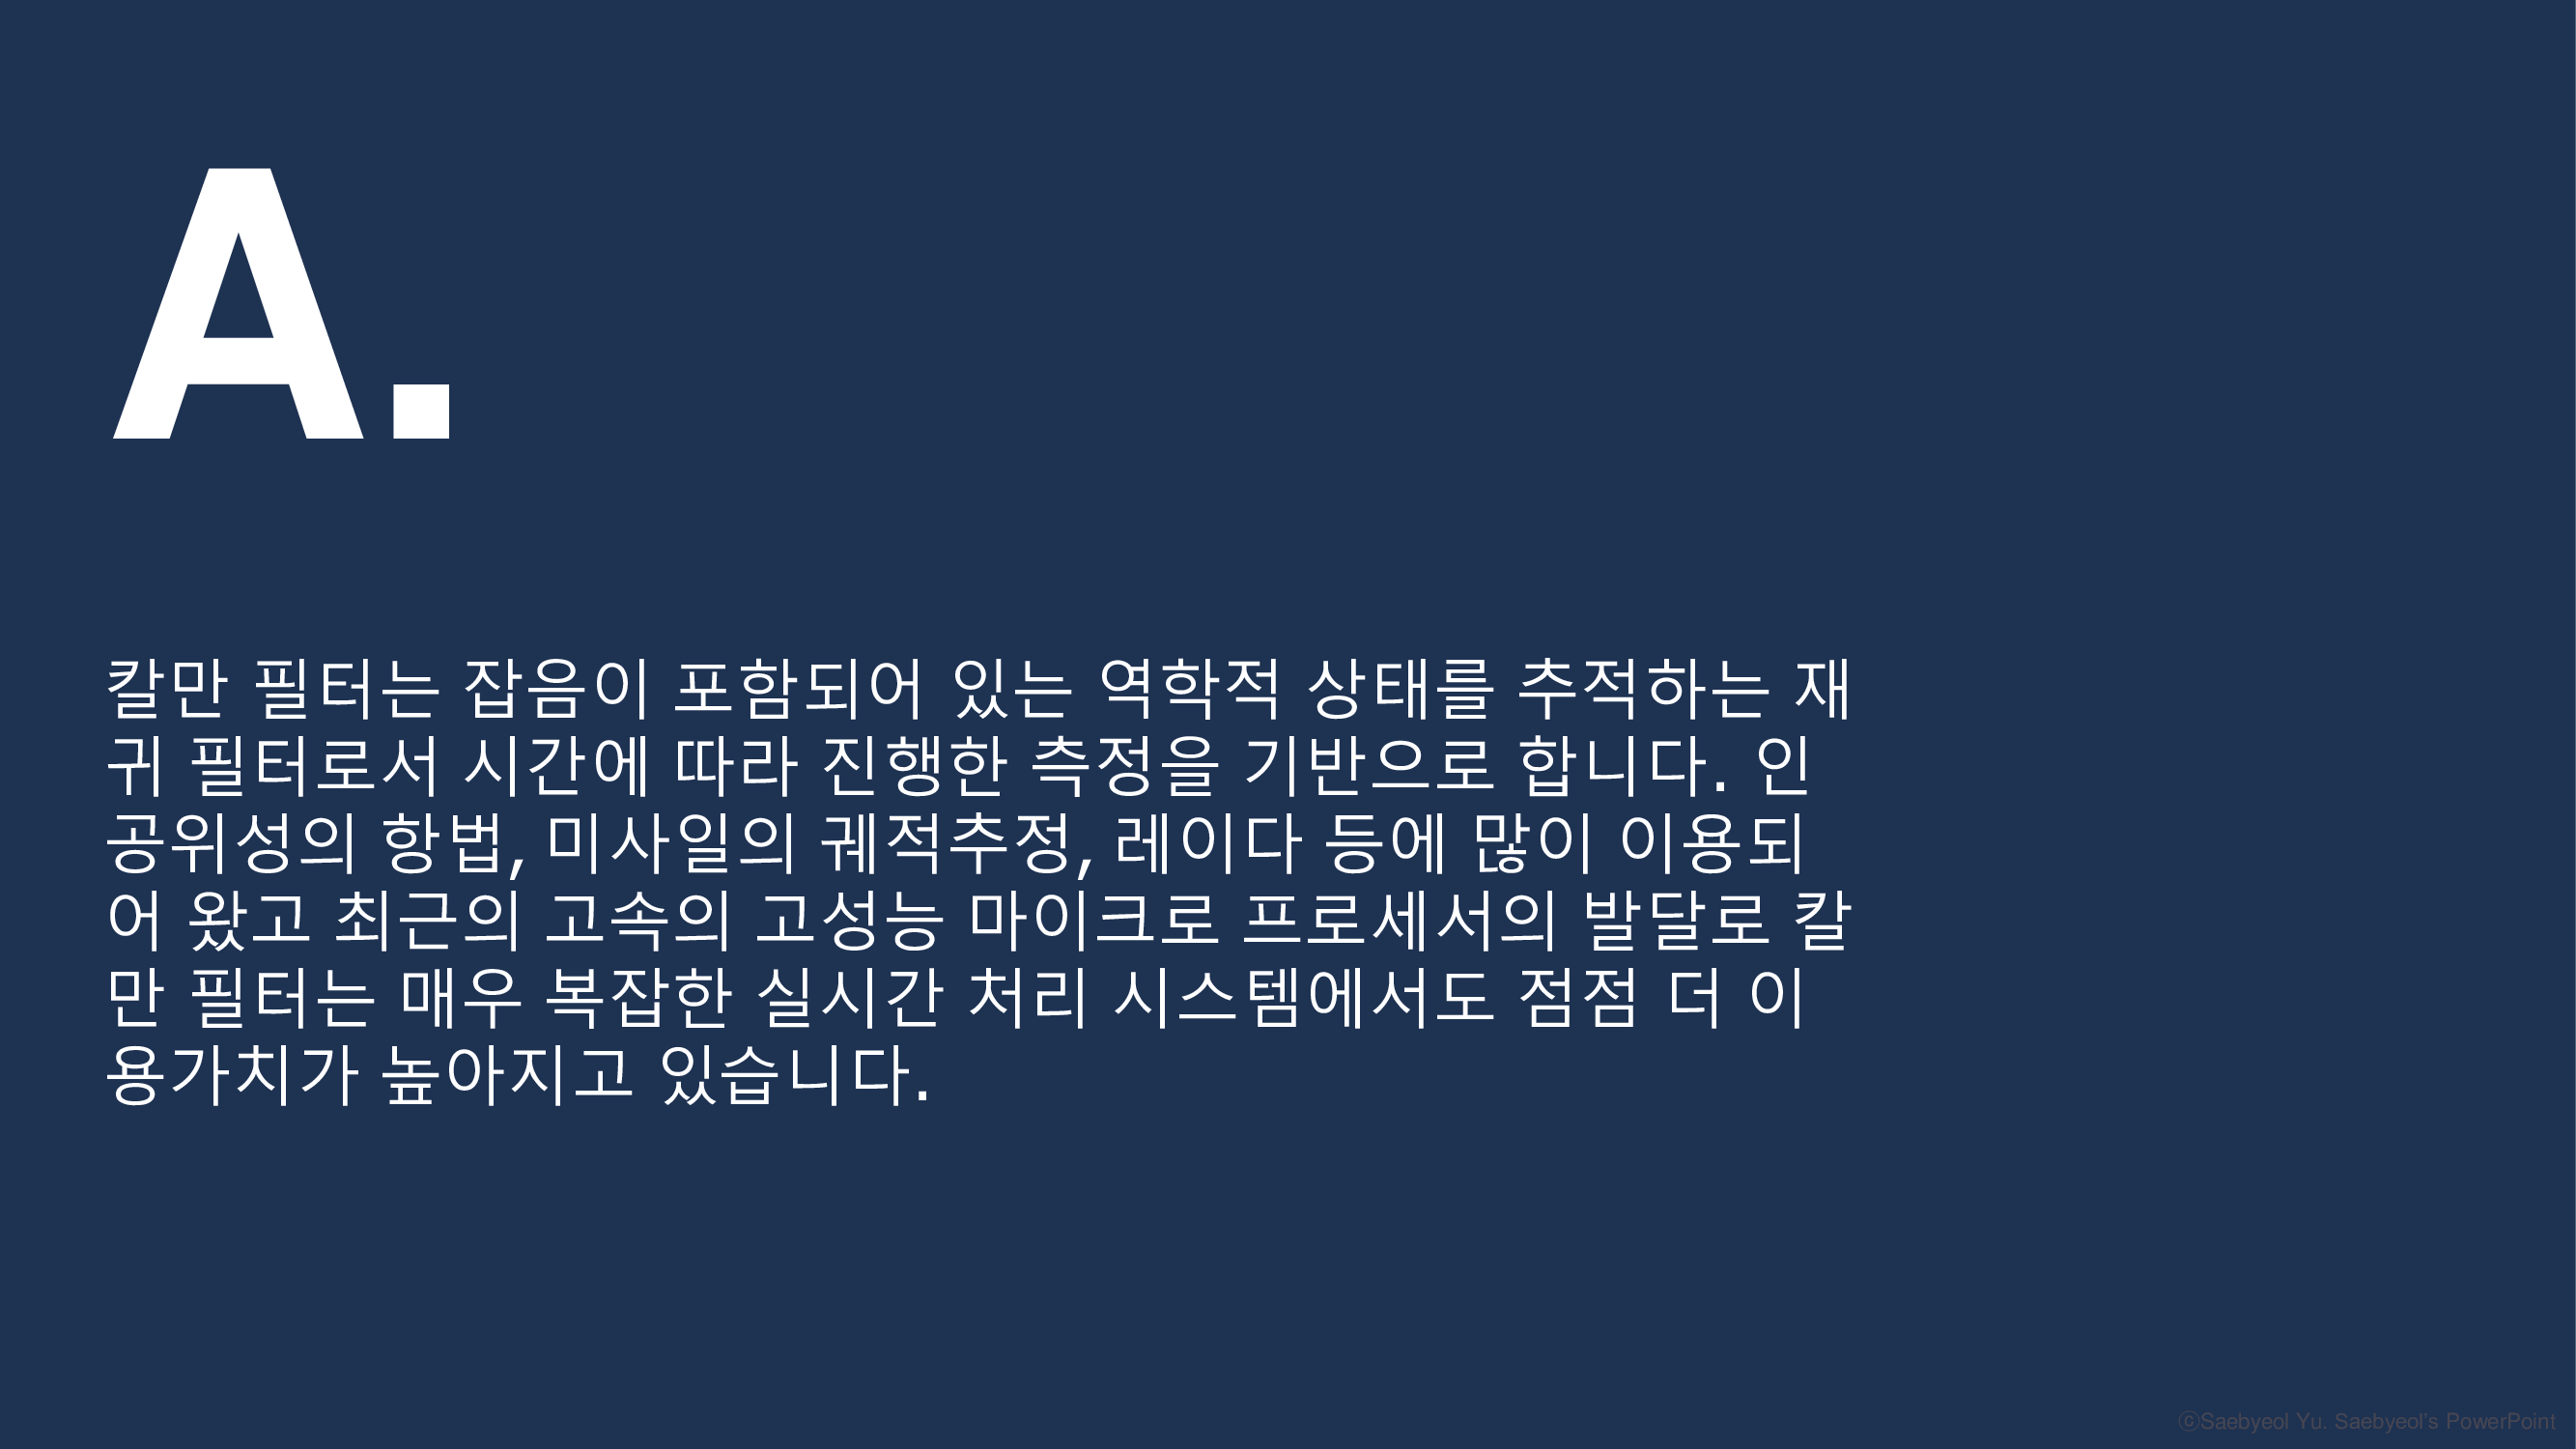 A.
칼만 필터는 잡음이 포함되어 있는 역학적 상태를 추적하는 재
귀 필터로서 시간에 따라 진행한 측정을 기반으로 합니다. 인
공위성의 항법, 미사일의 궤적추정, 레이다 등에 많이 이용되
어 왔고 최근의 고속의 고성능 마이크로 프로세서의 발달로 칼
만 필터는 매우 복잡한 실시간 처리 시스템에서도 점점 더 이
용가치가 높아지고 있습니다.
ⓒSaebyeol Yu. Saebyeol's PowerPoint